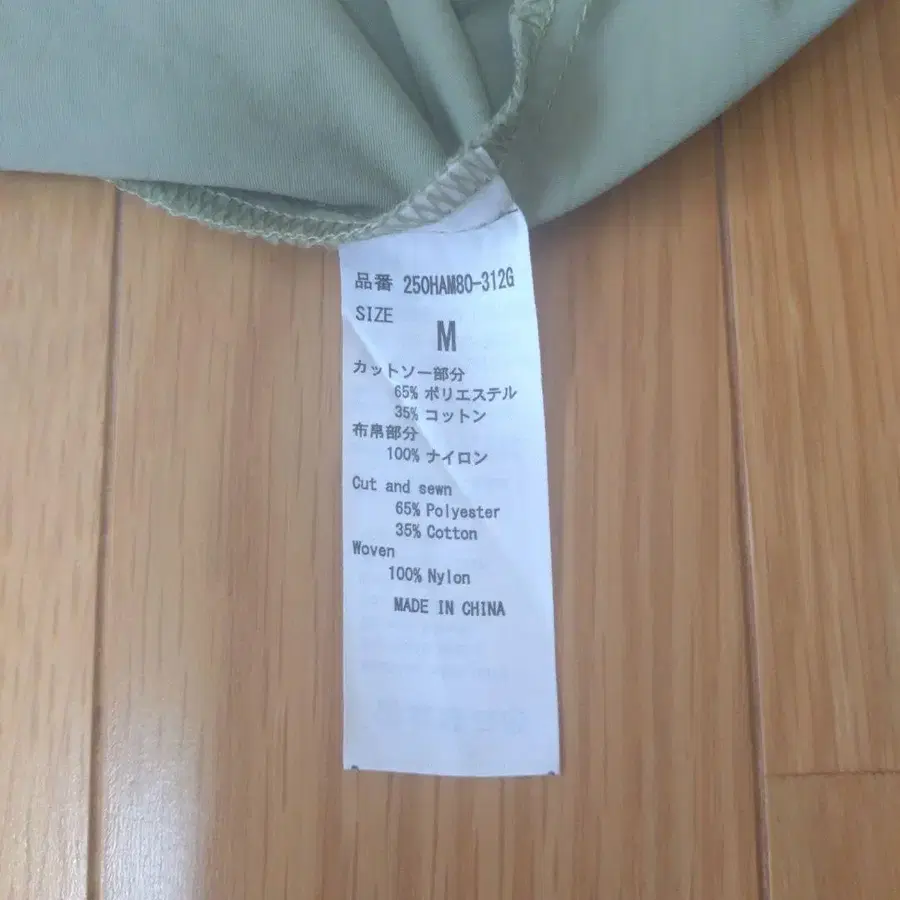 品番 250HAM80-312G
SIZE
M
カットソー部分
65% ポリエステル
35% コットン
布帛部分
100% ナイロン
Cut and sewn
65% Polyester
35% Cotton
Woven
100% Nylon
MADE IN CHINA